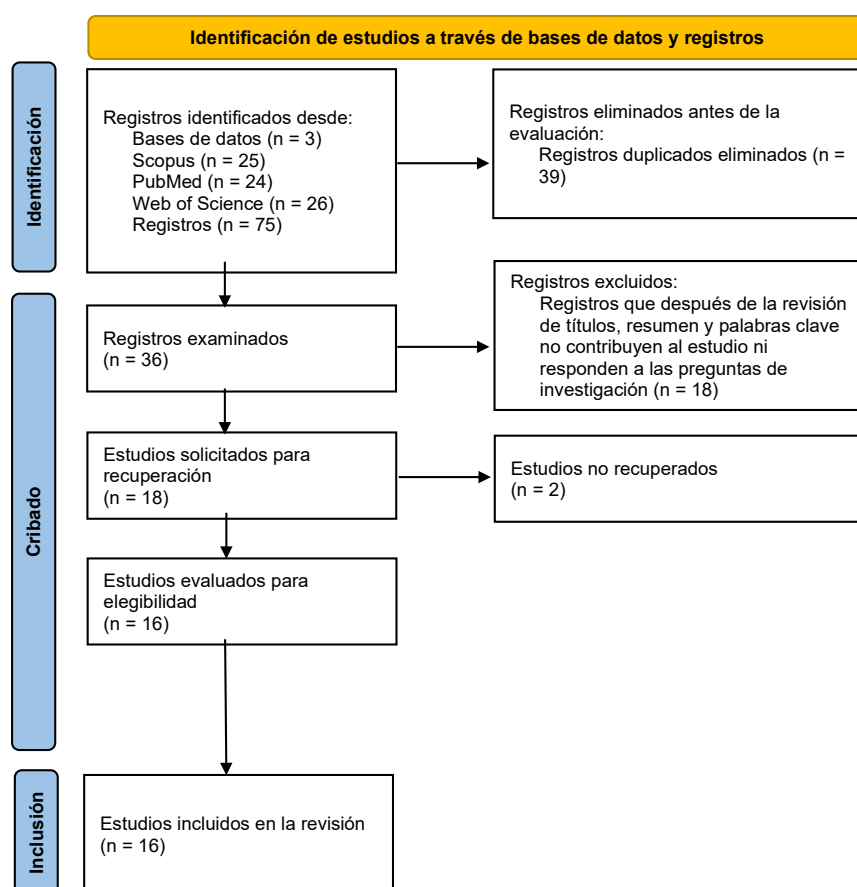 Identificación de estudios a través de bases de datos y registros
Identificación
Registros identificados desde:
Bases de datos (n = 3)
Scopus (n = 25)
PubMed (n = 24)
Web of Science (n = 26)
Registros (n = 75)
Registros eliminados antes de la
evaluación:
Registros duplicados eliminados (n =
39)
Cribado
Registros examinados
(n = 36)
Registros excluidos:
Registros que después de la revisión
de títulos, resumen y palabras clave
no contribuyen al estudio ni
responden a las preguntas de
investigación (n = 18)
Estudios solicitados para
recuperación
(n = 18)
Estudios no recuperados
(n = 2)
Estudios evaluados para
elegibilidad
(n = 16)
Inclusión
Estudios incluidos en la revisión
(n = 16)